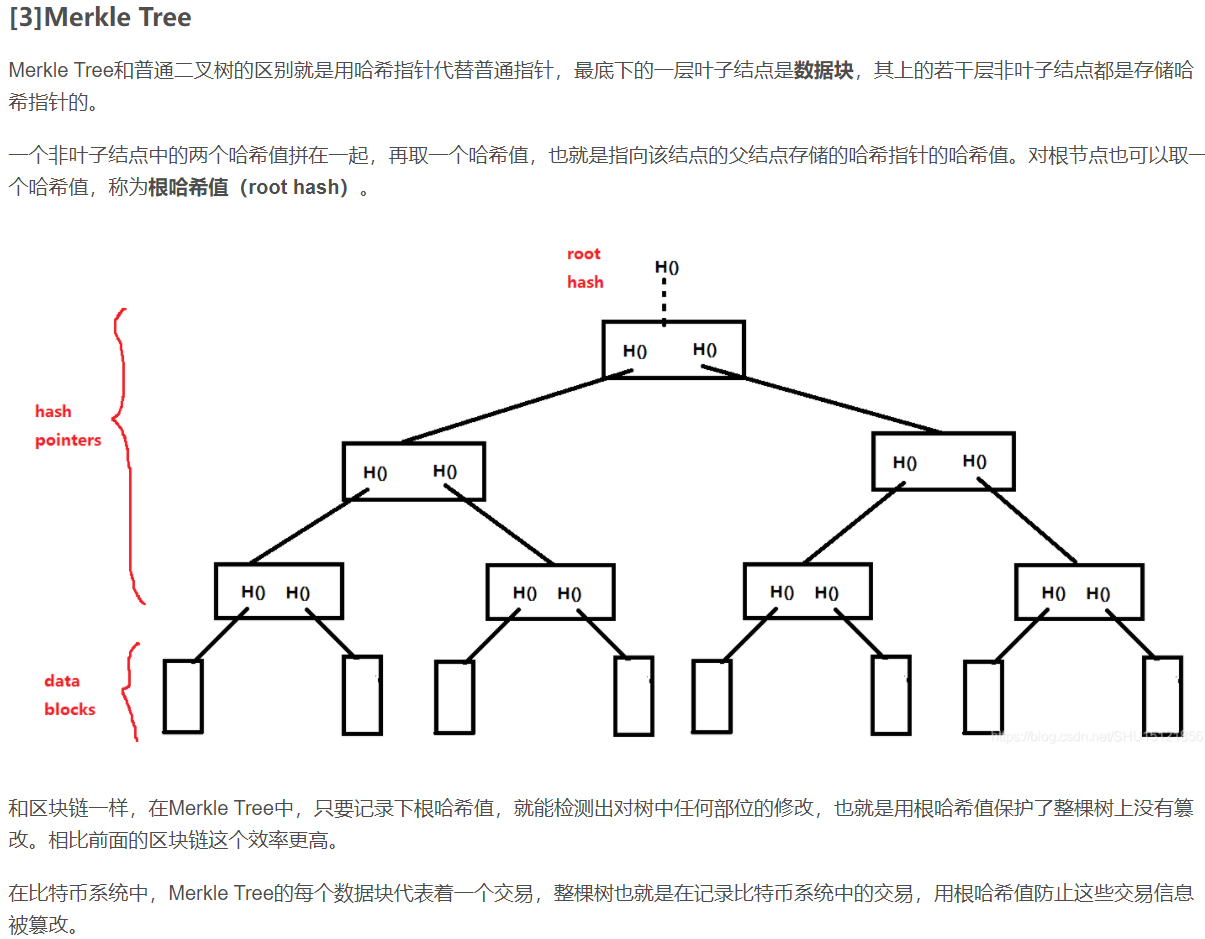 [3]Merkle Tree
Merkle Tree和普通二叉树的区别就是用哈希指针代替普通指针，最底下的一层叶子结点是数据块，其上的若干层非叶子结点都是存储哈
希指针的。
一个非叶子结点中的两个哈希值拼在一起，再取一个哈希值，也就是指向该结点的父结点存储的哈希指针的哈希值。对根节点也可以取一
个哈希值，称为根哈希值（root hash）。
root
hash
H()
H() H()
hash
pointers
H() H()
H() H()
H() H()
H() H()
H() H()
H() H()
data
blocks
和区块链一样，在Merkle Tree中，只要记录下根哈希值，就能检测出对树中任何部位的修改，也就是用根哈希值保护了整棵树上没有篡
改。相比前面的区块链这个效率更高。
在比特币系统中，Merkle Tree的每个数据块代表着一个交易，整棵树也就是在记录比特币系统中的交易，用根哈希值防止这些交易信息
被篡改。